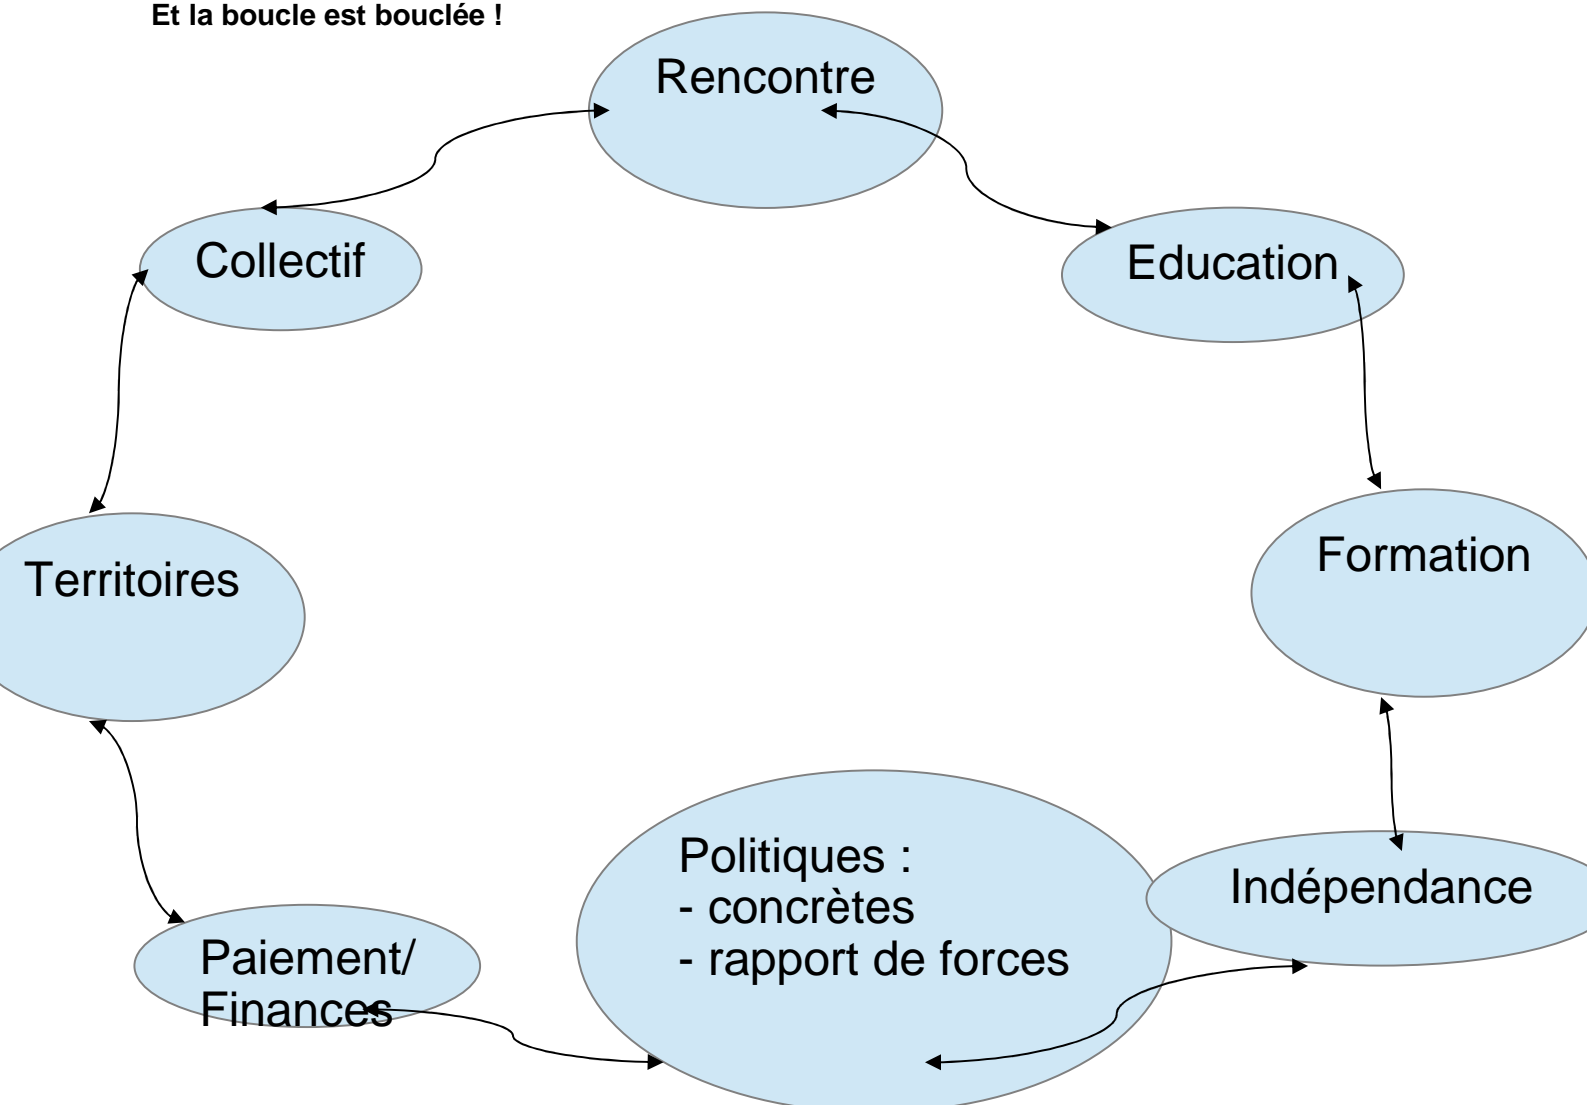 Et la boucle est bouclée !
Rencontre
Collectif
Education
Territoires
Formation
Politiques :
- concrètes
- rapport de forces
Indépendance
Paiement/
Finances